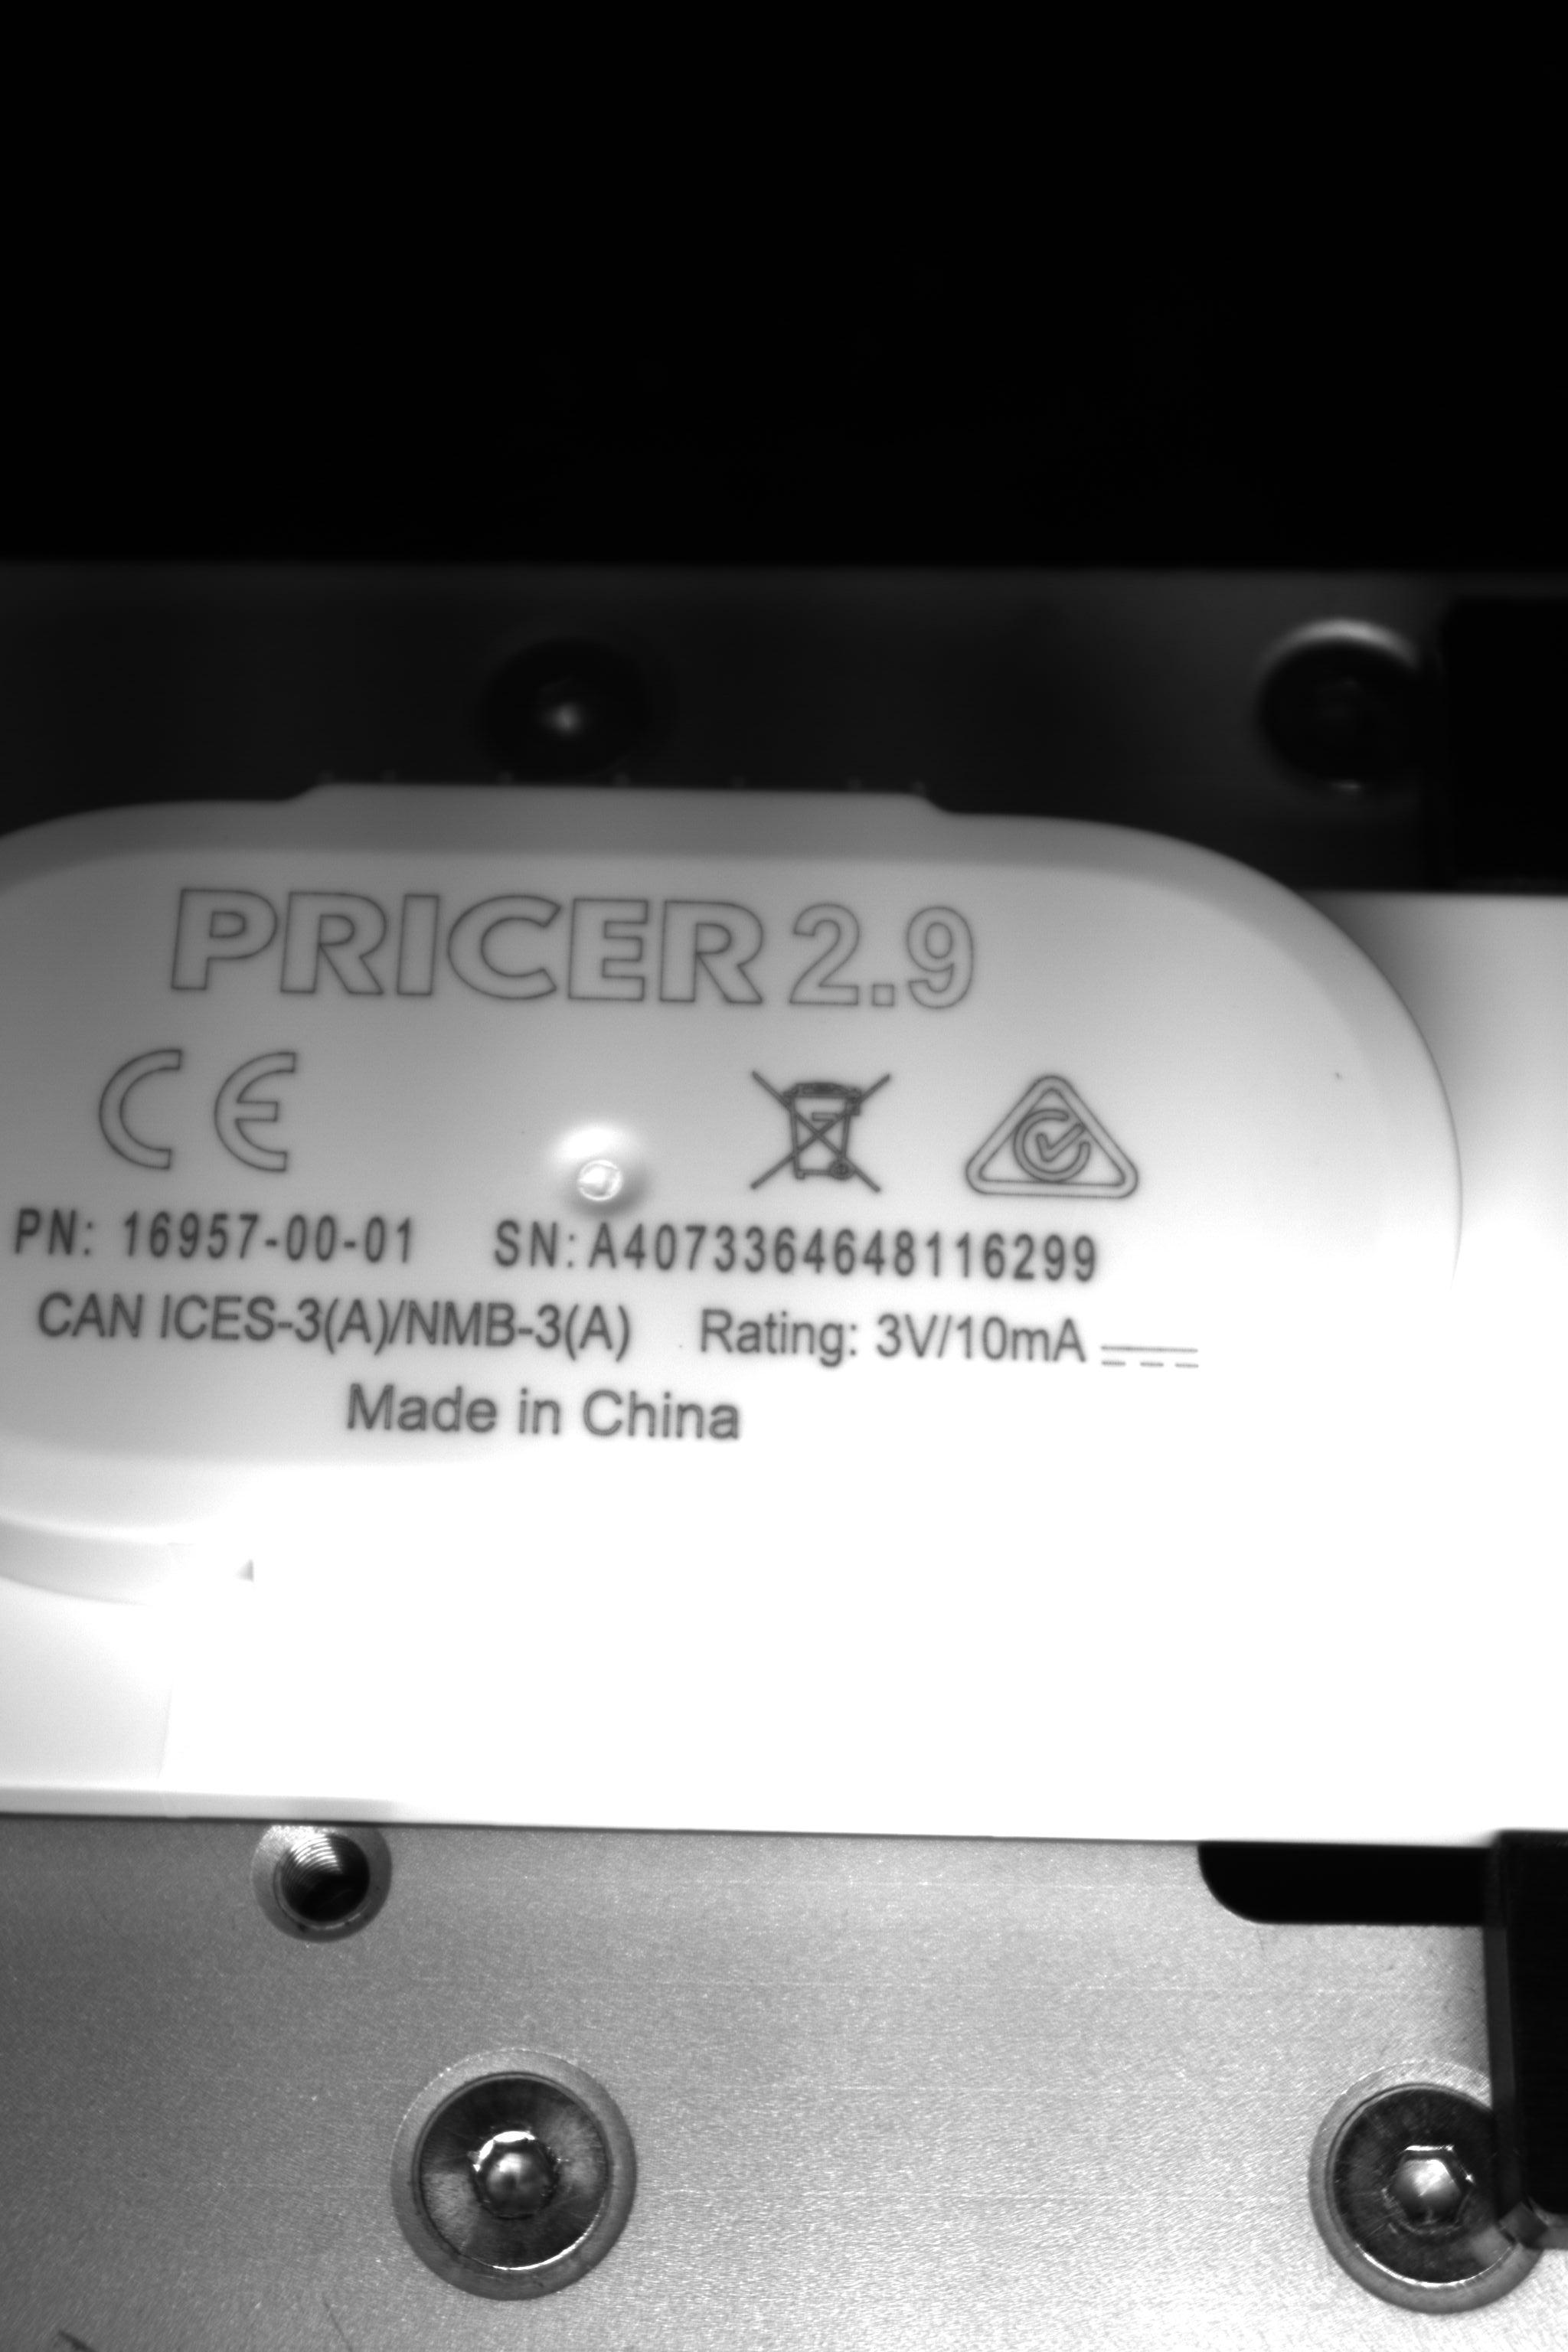 PRICER 2.9
CE
PN: 16957-00-01 SN: A4073364648116299
CAN ICES-3(A)/NMB-3(A) Rating: 3V/10mA
Made in China